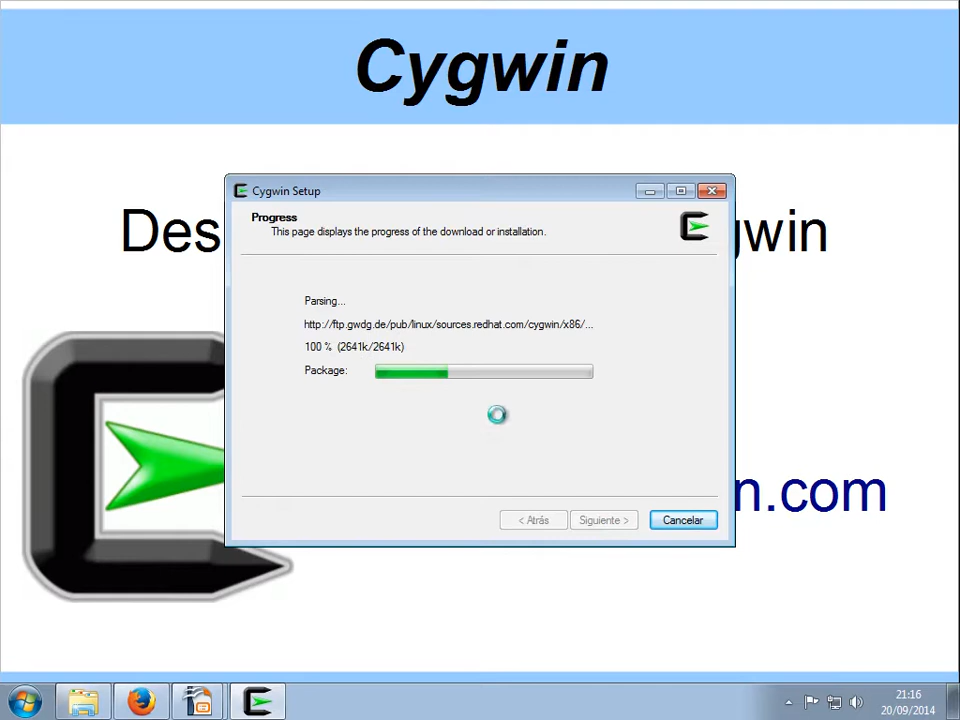 Cygwin
Des
gwin
Cygwin Setup
Progress
This page displays the progress of the download or installation.
Parsing...
http://ftp.gwdg.de/pub/linux/sources.redhat.com/cygwin/x86/...
100 % (2641k/2641k)
Package:
n.com
< Atrás
Siguiente >
Cancelar
21:16
20/09/2014